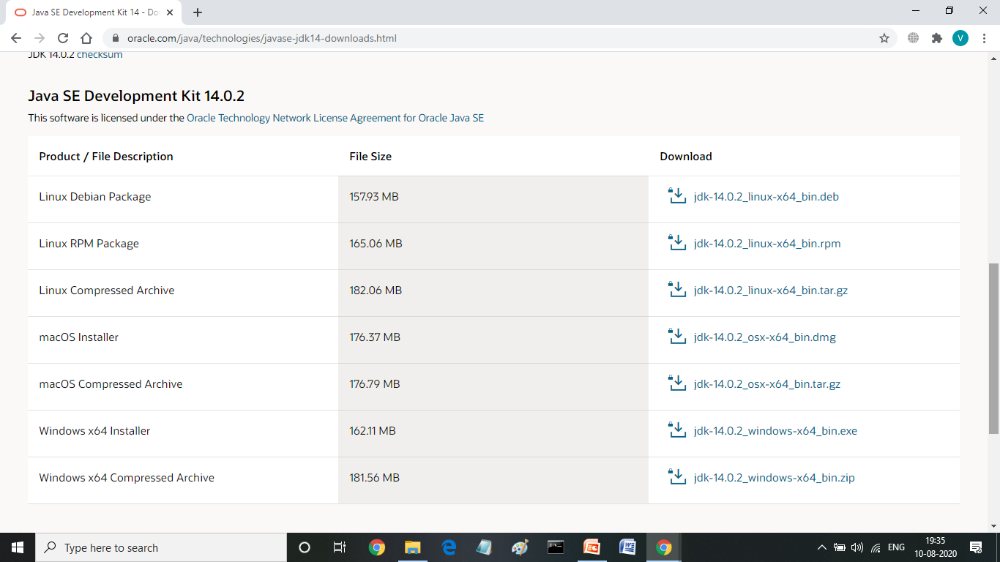 Java SE Development Kit 14 - Do
oracle.com/java/technologies/javase-jdk14-downloads.html
V
JDK 14.0.2 checksum
Java SE Development Kit 14.0.2
This software is licensed under the Oracle Technology Network License Agreement for Oracle Java SE
Product / File Description File Size Download
Linux Debian Package 157.93 MB jdk-14.0.2_linux-x64_bin.deb
Linux RPM Package 165.06 MB jdk-14.0.2_linux-x64_bin.rpm
Linux Compressed Archive 182.06 MB jdk-14.0.2_linux-x64_bin.tar.gz
macOS Installer 176.37 MB jdk-14.0.2_osx-x64_bin.dmg
macOS Compressed Archive 176.79 MB jdk-14.0.2_osx-x64_bin.tar.gz
Windows x64 Installer 162.11 MB jdk-14.0.2_windows-x64_bin.exe
Windows x64 Compressed Archive 181.56 MB jdk-14.0.2_windows-x64_bin.zip
Type here to search
ENG
19:35
10-08-2020